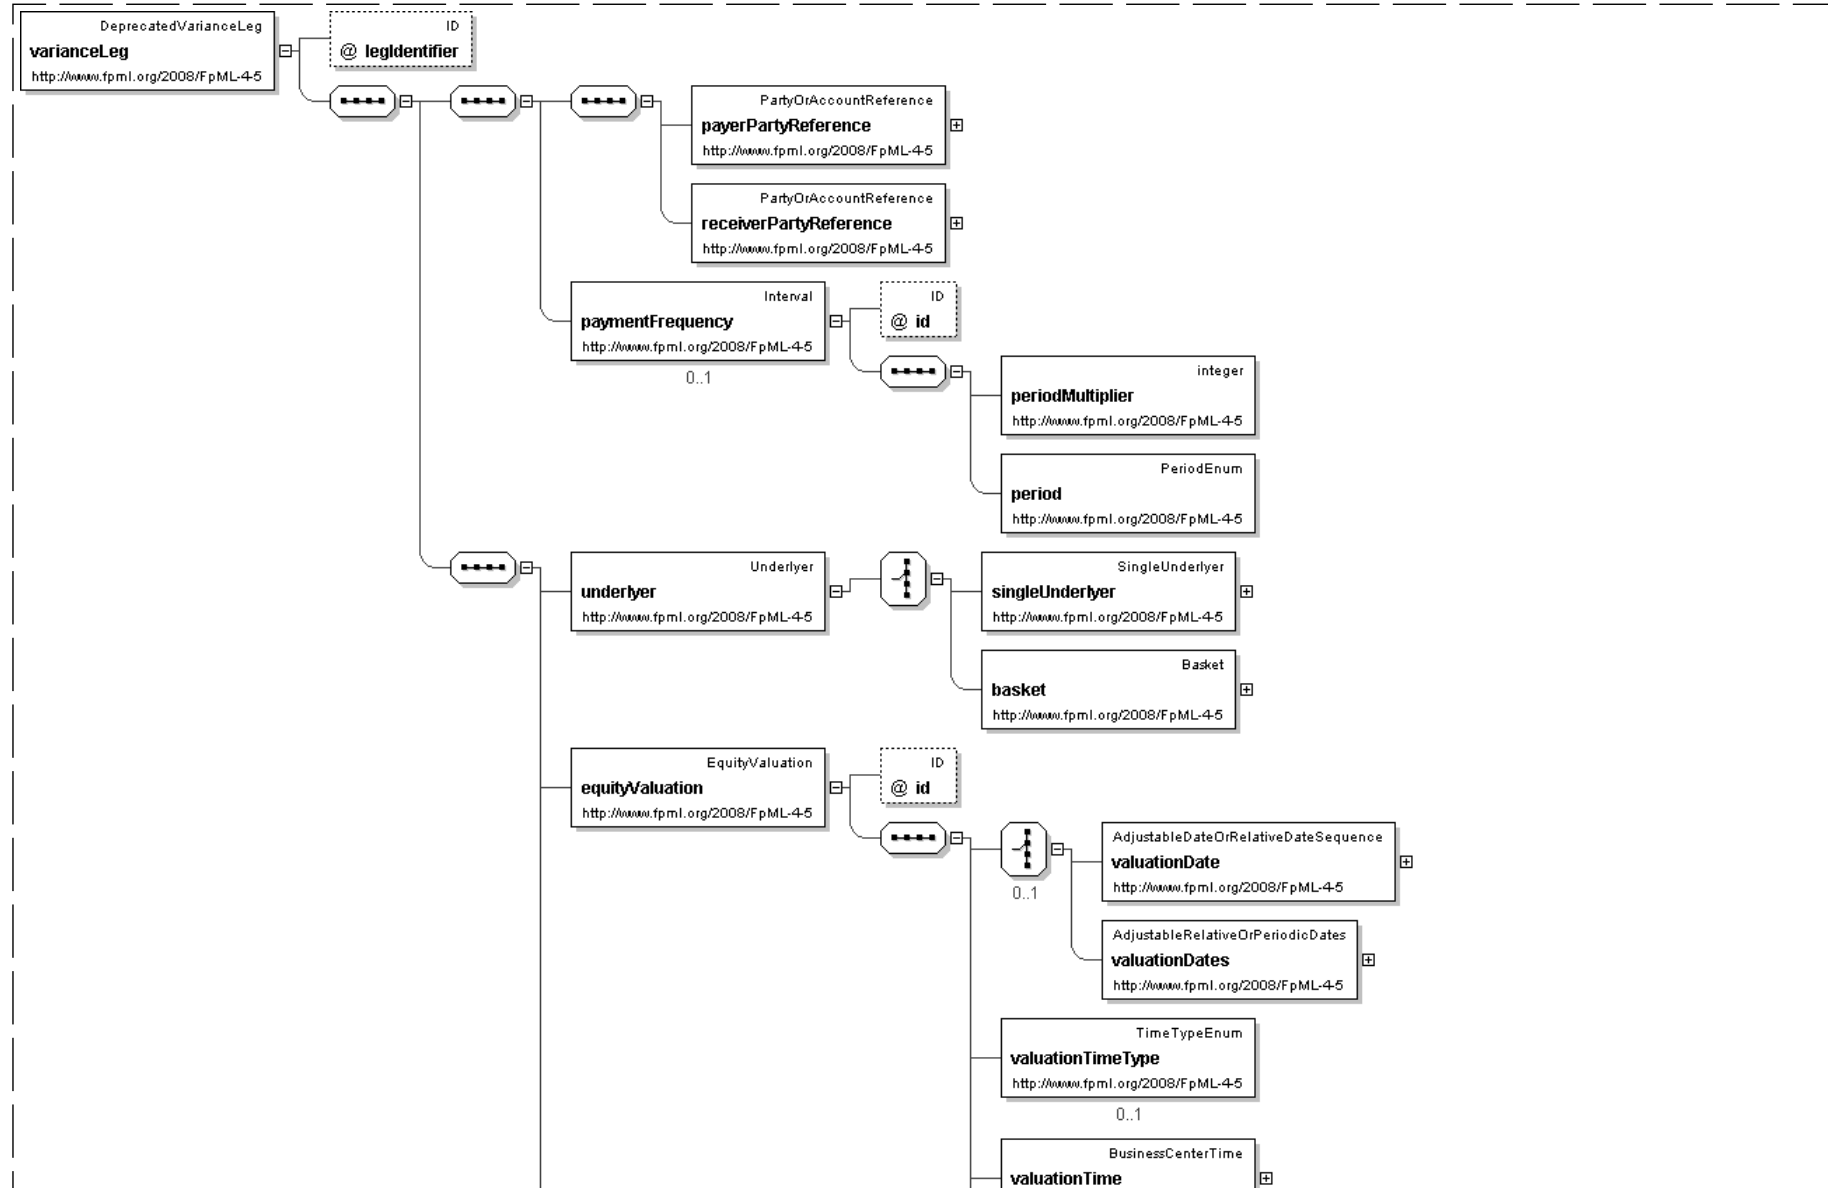 DeprecatedVarianceLeg
varianceLeg
http://www.fpml.org/2008/FpML-4-5
ID
@ legIdentifier
PartyOrAccountReference
payerPartyReference
http://www.fpml.org/2008/FpML-4-5
PartyOrAccountReference
receiverPartyReference
http://www.fpml.org/2008/FpML-4-5
Interval
paymentFrequency
http://www.fpml.org/2008/FpML-4-5
0..1
ID
@ id
integer
periodMultiplier
http://www.fpml.org/2008/FpML-4-5
PeriodEnum
period
http://www.fpml.org/2008/FpML-4-5
Underlyer
underlyer
http://www.fpml.org/2008/FpML-4-5
SingleUnderlyer
singleUnderlyer
http://www.fpml.org/2008/FpML-4-5
Basket
basket
http://www.fpml.org/2008/FpML-4-5
EquityValuation
equityValuation
http://www.fpml.org/2008/FpML-4-5
ID
@ id
0..1
AdjustableDateOrRelativeDateSequence
valuationDate
http://www.fpml.org/2008/FpML-4-5
AdjustableRelativeOrPeriodicDates
valuationDates
http://www.fpml.org/2008/FpML-4-5
TimeTypeEnum
valuationTimeType
http://www.fpml.org/2008/FpML-4-5
0..1
BusinessCenterTime
valuationTime